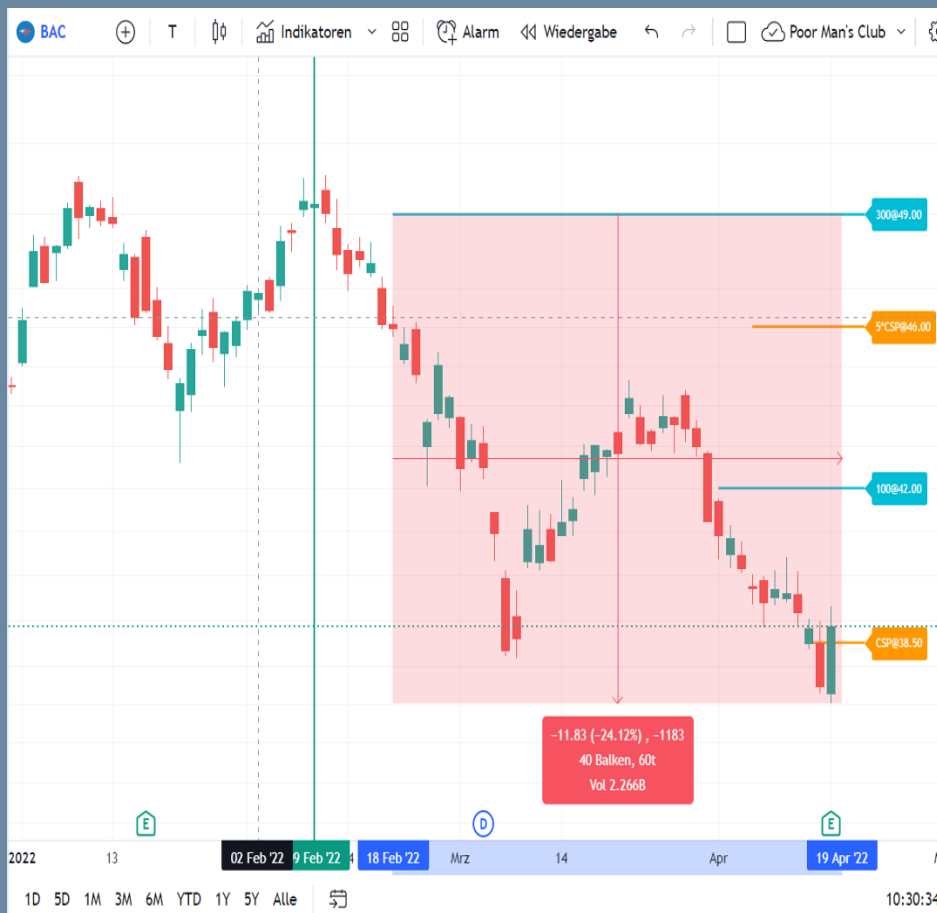 BAC T Indikatoren Alarm Wiedergabe Poor Man's Club
300@49.00
5*CSP@46.00
100@42.00
CSP@38.50
−11.83 (−24.12%) , −1183
40 Balken, 60t
Vol 2.266B
E D E
2022 13 02 Feb '22 9 Feb '22 4 18 Feb '22 Mrz 14 Apr 19 Apr '22
1D 5D 1M 3M 6M YTD 1Y 5Y Alle 10:30:34